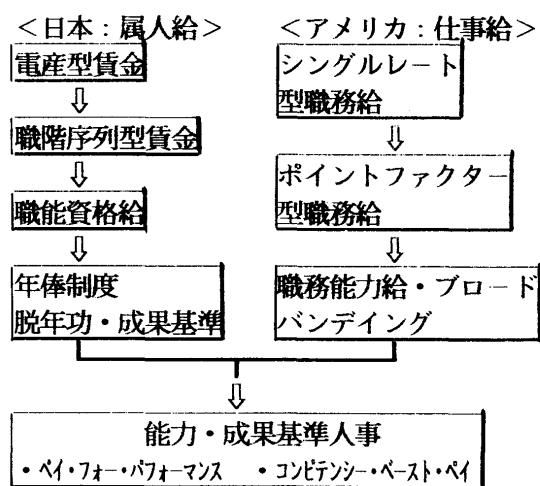 ＜日本：属人給＞
電産型賃金
⇩
職階序列型賃金
⇩
職能資格給
⇩
年俸制度
脱年功・成果基準
＜アメリカ：仕事給＞
シングルレート
型職務給
⇩
ポイントファクター
型職務給
⇩
職務能力給・ブロード
バンデイング
⇩
能力・成果基準人事
・ペイ・フォー・パフォーマンス　・コンピテンシー・ベースト・ペイ